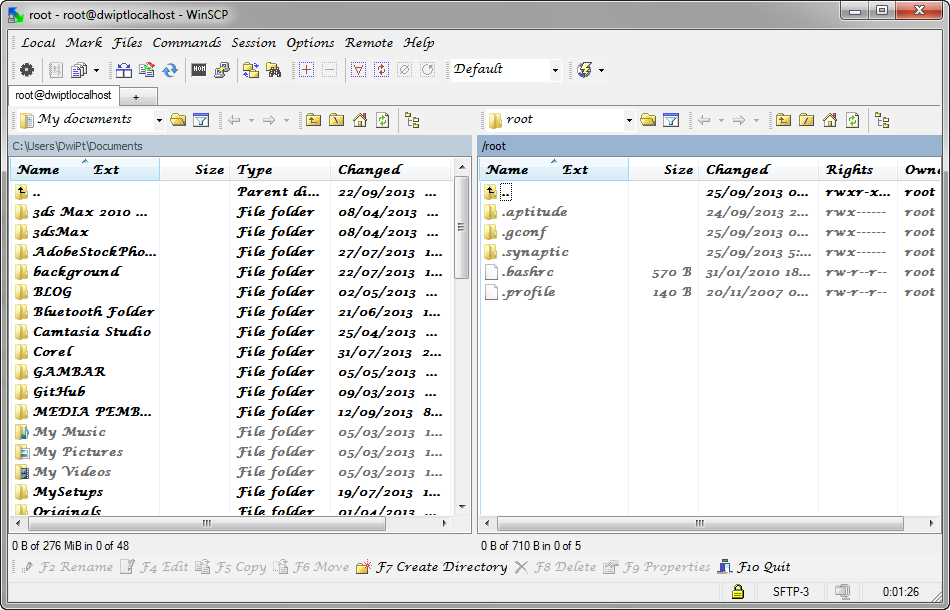 root - root@dwiptlocalhost - WinSCP
Local Mark Files Commands Session Options Remote Help
Default
root@dwiptlocalhost +
My documents root
C:\Users\DwiPt\Documents /root
Name Ext Size Type Changed Name Ext Size Changed Rights Owne
.. Parent di... 22/09/2013 ... .. 25/09/2013 0... rwxr-x... root
3ds Max 2010 ... File folder 08/04/2013 ... .aptitude 24/09/2013 2... rwx------ root
3dsMax File folder 08/04/2013 ... .gconf 25/09/2013 0... rwx------ root
AdobeStockPho... File folder 27/07/2013 1... .synaptic 25/09/2013 5... rwx------ root
background File folder 22/07/2013 1... .bashrc 570 B 31/01/2010 18... rw-r--r-- root
BLOG File folder 02/05/2013 ... .profile 140 B 20/11/2007 0... rw-r--r-- root
Bluetooth Folder File folder 21/06/2013 1...
Camtasia Studio File folder 25/04/2013 ...
Corel File folder 31/07/2013 2...
GAMBAR File folder 05/05/2013 ...
GitHub File folder 09/03/2013 ...
MEDIA PEMB... File folder 12/09/2013 8...
My Music File folder 05/03/2013 1...
My Pictures File folder 05/03/2013 1...
My Videos File folder 05/03/2013 1...
MySetups File folder 19/07/2013 1...
Originals File folder 01/04/2013 ...
0 B of 276 MiB in 0 of 48 0 B of 710 B in 0 of 5
F2 Rename F4 Edit F5 Copy F6 Move F7 Create Directory F8 Delete F9 Properties F10 Quit
SFTP-3 0:01:26